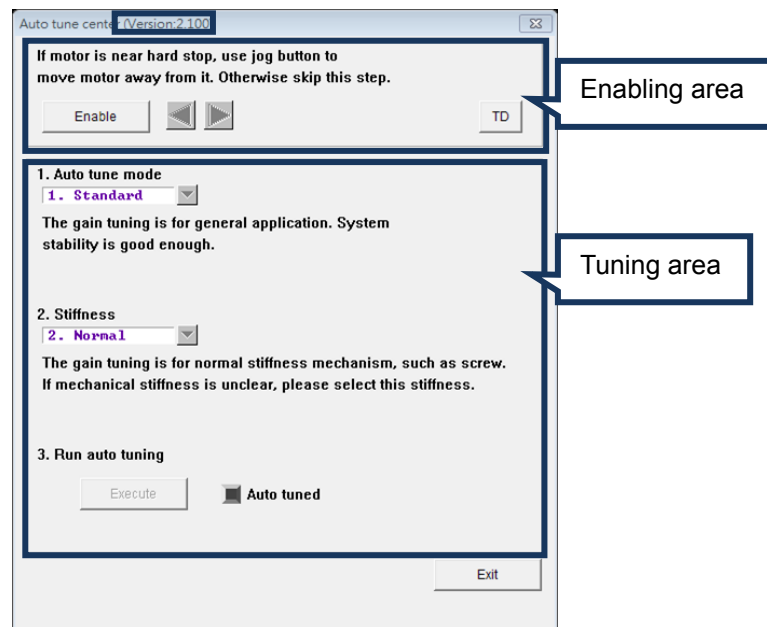 Auto tune center (Version:2.100)
If motor is near hard stop, use jog button to
move motor away from it. Otherwise skip this step.
Enable
TD
Enabling area
1. Auto tune mode
1. Standard
The gain tuning is for general application. System
stability is good enough.
Tuning area
2. Stiffness
2. Normal
The gain tuning is for normal stiffness mechanism, such as screw.
If mechanical stiffness is unclear, please select this stiffness.
3. Run auto tuning
Execute
Auto tuned
Exit